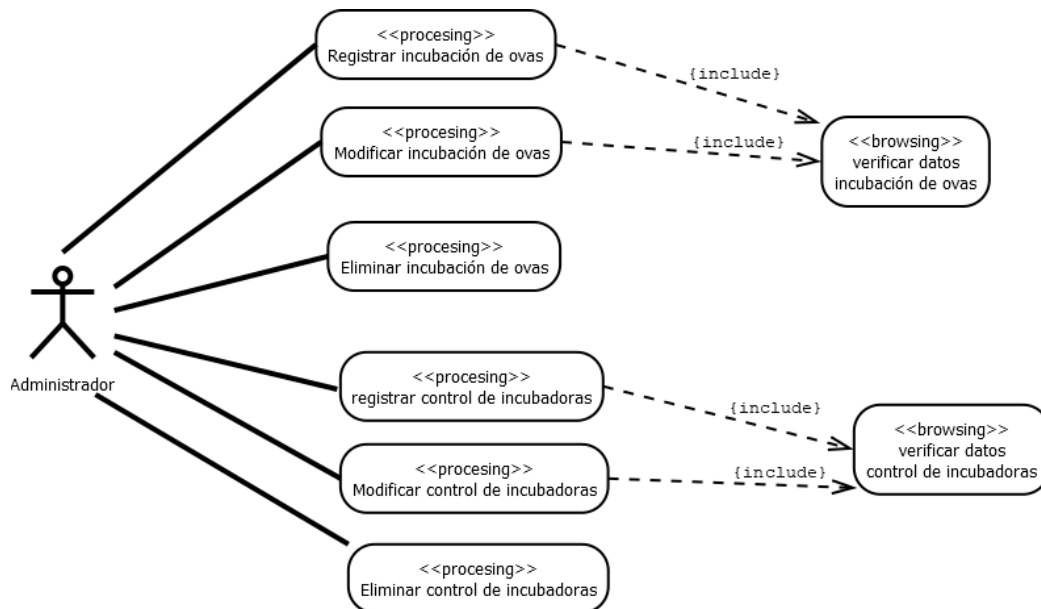 <<procesing>>
Registrar incubación de ovas
{include}
<<procesing>>
Modificar incubación de ovas
{include}
<<browsing>>
verificar datos
incubación de ovas
<<procesing>>
Eliminar incubación de ovas
Administrador
<<procesing>>
registrar control de incubadoras
{include}
<<browsing>>
verificar datos
control de incubadoras
<<procesing>>
Modificar control de incubadoras
{include}
<<procesing>>
Eliminar control de incubadoras